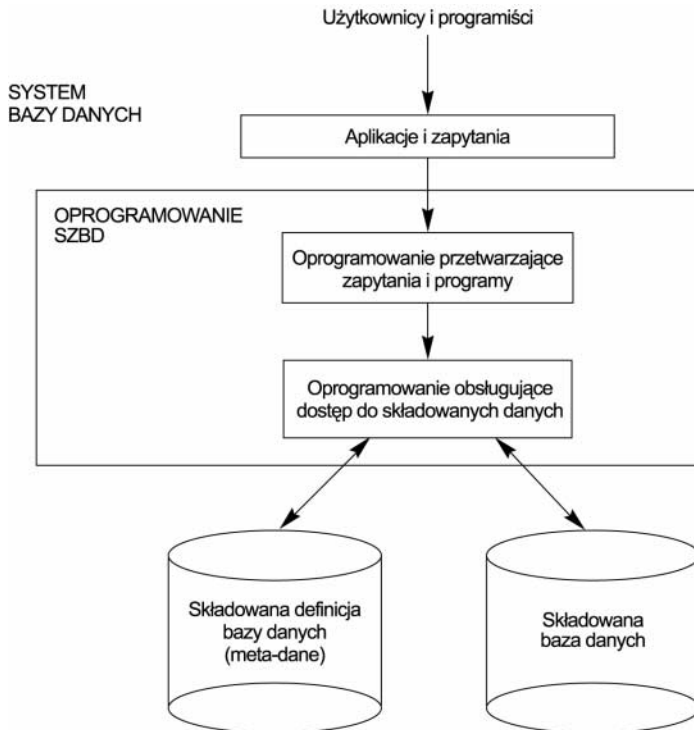 Użytkownicy i programiści
SYSTEM
BAZY DANYCH
Aplikacje i zapytania
OPROGRAMOWANIE
SZBD
Oprogramowanie przetwarzające
zapytania i programy
Oprogramowanie obsługujące
dostęp do składowanych danych
Składowana definicja
bazy danych
(meta-dane)
Składowana
baza danych